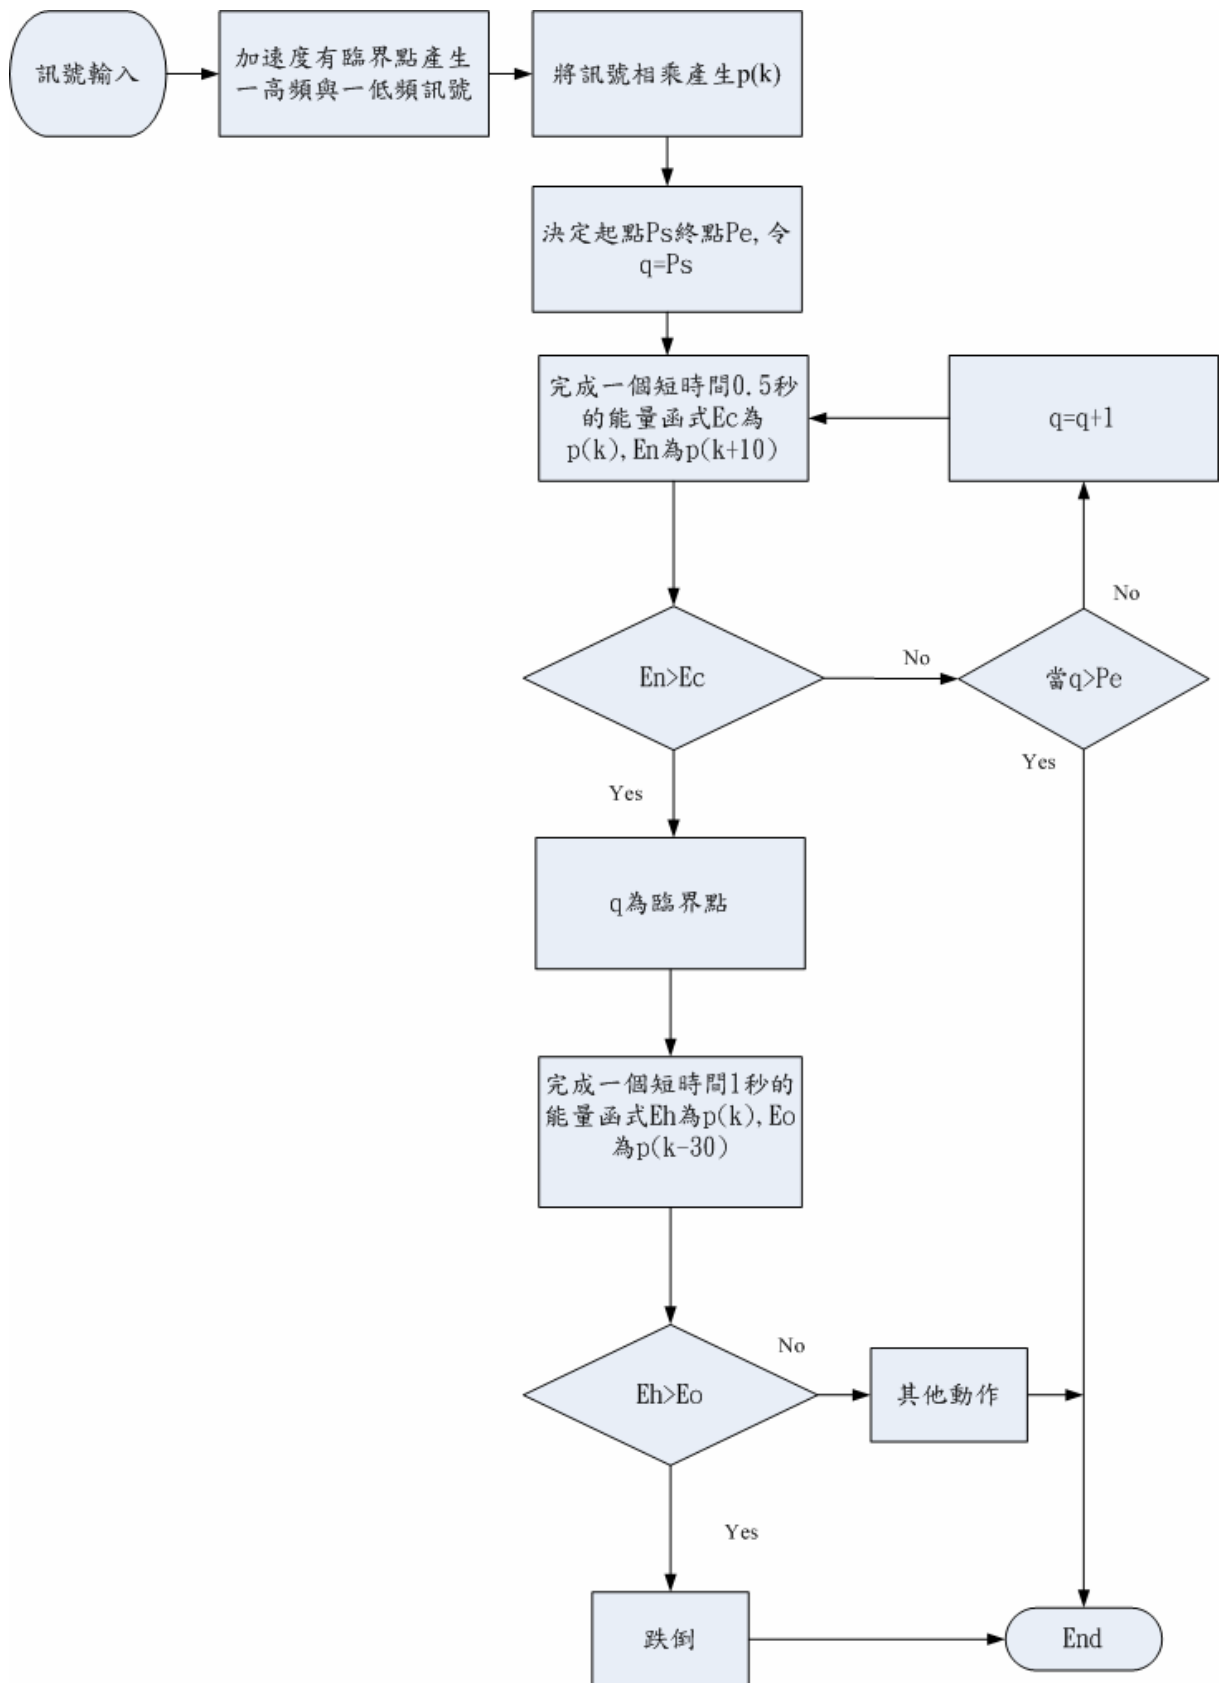 訊號輸入
加速度有臨界點產生
一高頻與一低頻訊號
將訊號相乘產生p(k)
決定起點Ps終點Pe,令
q=Ps
完成一個短時間0.5秒
的能量函式Ec為
p(k),En為p(k+10)
q=q+1
No
En>Ec
No
當q>Pe
Yes
Yes
q為臨界點
完成一個短時間1秒的
能量函式Eh為p(k),Eo
為p(k-30)
Eh>Eo
No
其他動作
Yes
跌倒
End